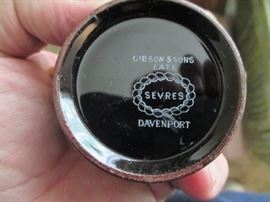 GIBSON & SONS
LATE
SEVRES
DAVENPORT
L